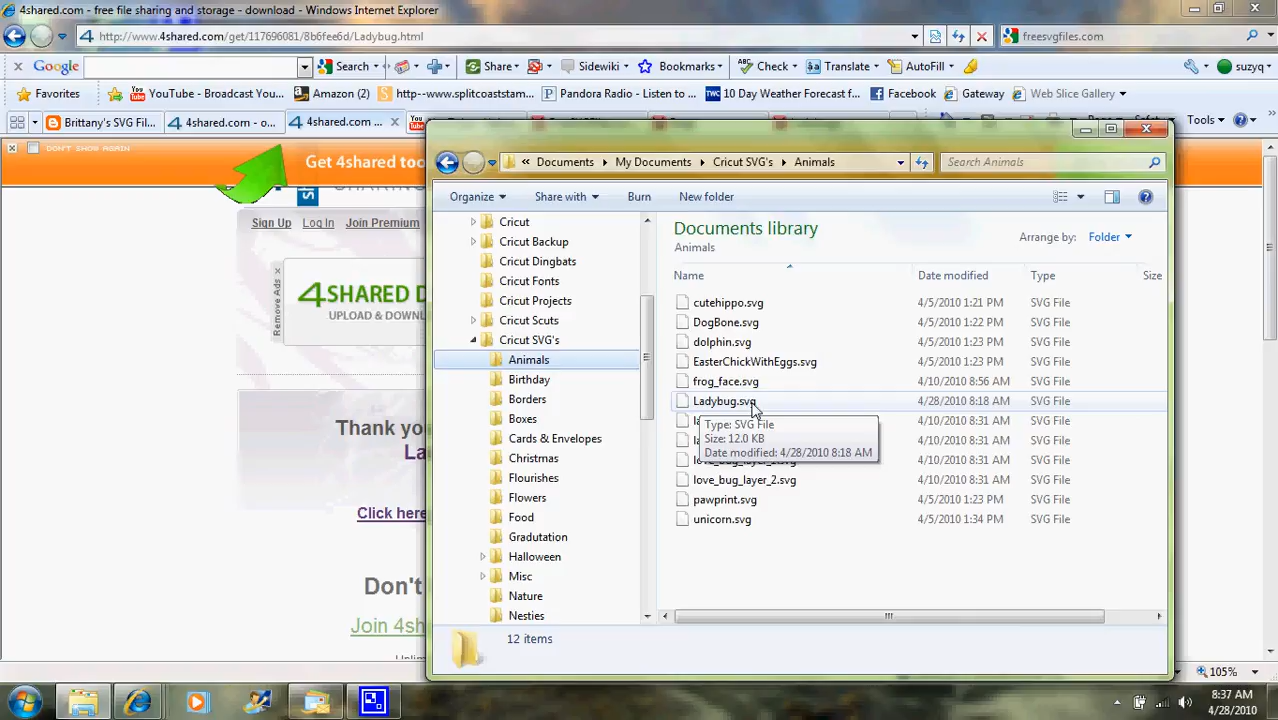 4shared.com - free file sharing and storage - download - Windows Internet Explorer
http://www.4shared.com/get/117696081/8b6fee6d/Ladybug.html
freesvgfiles.com
Google
Search
Share
Sidewiki
Bookmarks
Check
Translate
AutoFill
suzyq
Favorites
YouTube - Broadcast You...
Amazon (2)
http--www.splitcoaststam...
Pandora Radio - Listen to ...
10 Day Weather Forecast f...
Facebook
Gateway
Web Slice Gallery
Brittany's SVG Fil...
4shared.com - o...
4shared.com ...
Tools
DON'T SHOW AGAIN
Get 4shared too
Sign Up
Log In
Join Premium
Remove Ads
4SHARED D
UPLOAD & DOWNL
Thank you
La
Click here
Don't
Join 4sh
Documents
My Documents
Cricut SVG's
Animals
Search Animals
Organize
Share with
Burn
New folder
Cricut
Cricut Backup
Cricut Dingbats
Cricut Fonts
Cricut Projects
Cricut Scuts
Cricut SVG's
Animals
Birthday
Borders
Boxes
Cards & Envelopes
Christmas
Flourishes
Flowers
Food
Gradutation
Halloween
Misc
Nature
Nesties
Documents library
Animals
Arrange by: Folder
Name Date modified Type Size
cutehippo.svg 4/5/2010 1:21 PM SVG File
DogBone.svg 4/5/2010 1:22 PM SVG File
dolphin.svg 4/5/2010 1:23 PM SVG File
EasterChickWithEggs.svg 4/5/2010 1:23 PM SVG File
frog_face.svg 4/10/2010 8:56 AM SVG File
Ladybug.svg 4/28/2010 8:18 AM SVG File
4/10/2010 8:31 AM SVG File
4/10/2010 8:31 AM SVG File
love_bug_layer_1.svg 4/10/2010 8:31 AM SVG File
love_bug_layer_2.svg 4/10/2010 8:31 AM SVG File
pawprint.svg 4/5/2010 1:23 PM SVG File
unicorn.svg 4/5/2010 1:34 PM SVG File
Type: SVG File
Size: 12.0 KB
Date modified: 4/28/2010 8:18 AM
12 items
105%
8:37 AM
4/28/2010